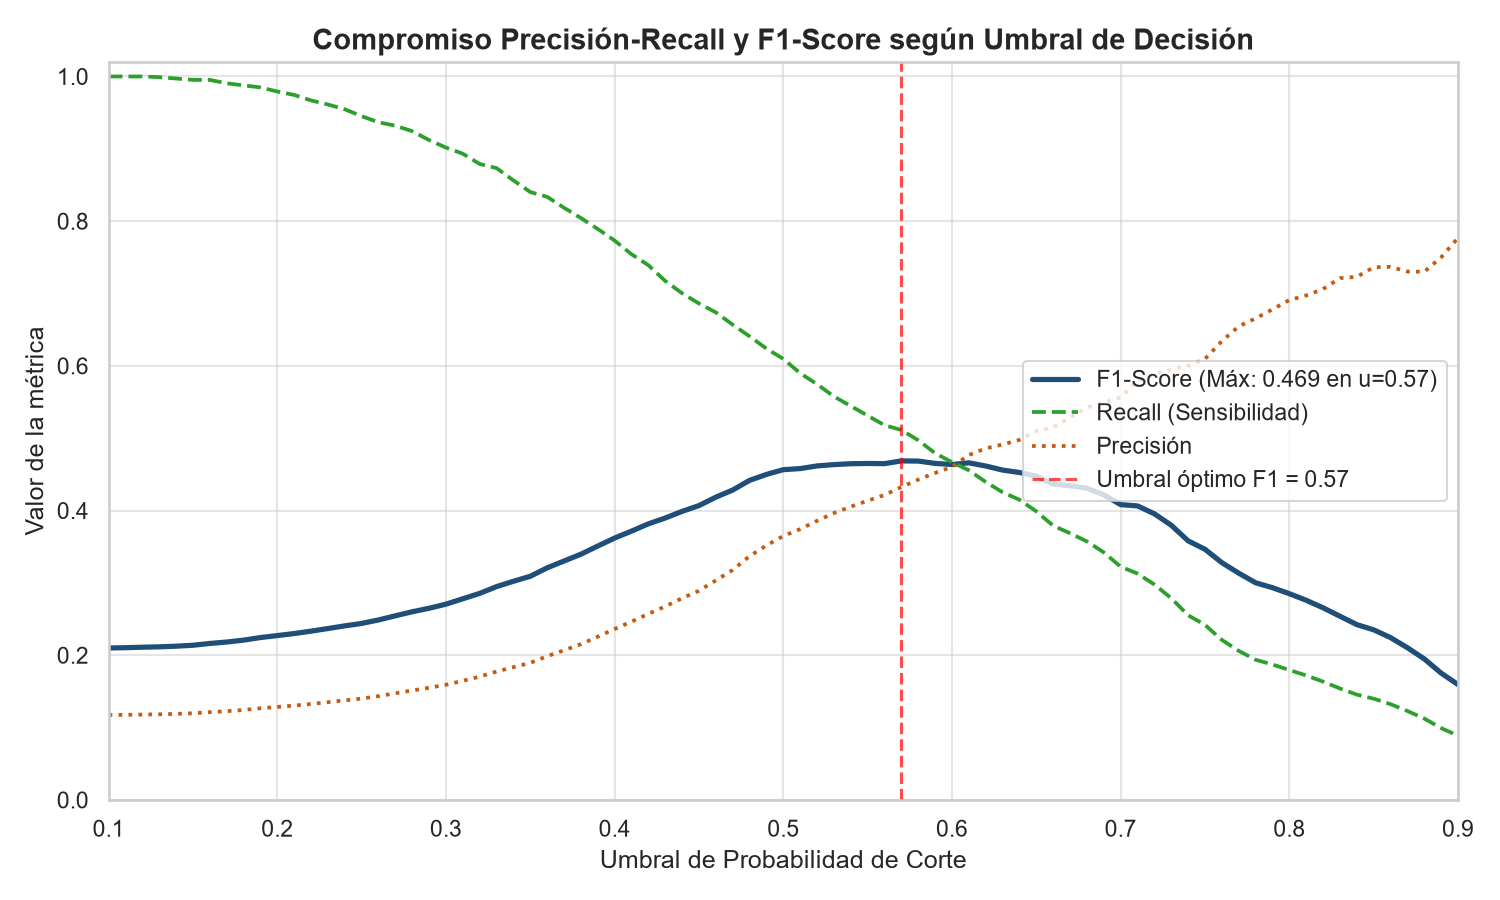 Compromiso Precisión-Recall y F1-Score según Umbral de Decisión
Valor de la métrica
1.0
0.8
0.6
0.4
0.2
0.0
F1-Score (Máx: 0.469 en u=0.57)
Recall (Sensibilidad)
Precisión
Umbral óptimo F1 = 0.57
0.1 0.2 0.3 0.4 0.5 0.6 0.7 0.8 0.9
Umbral de Probabilidad de Corte